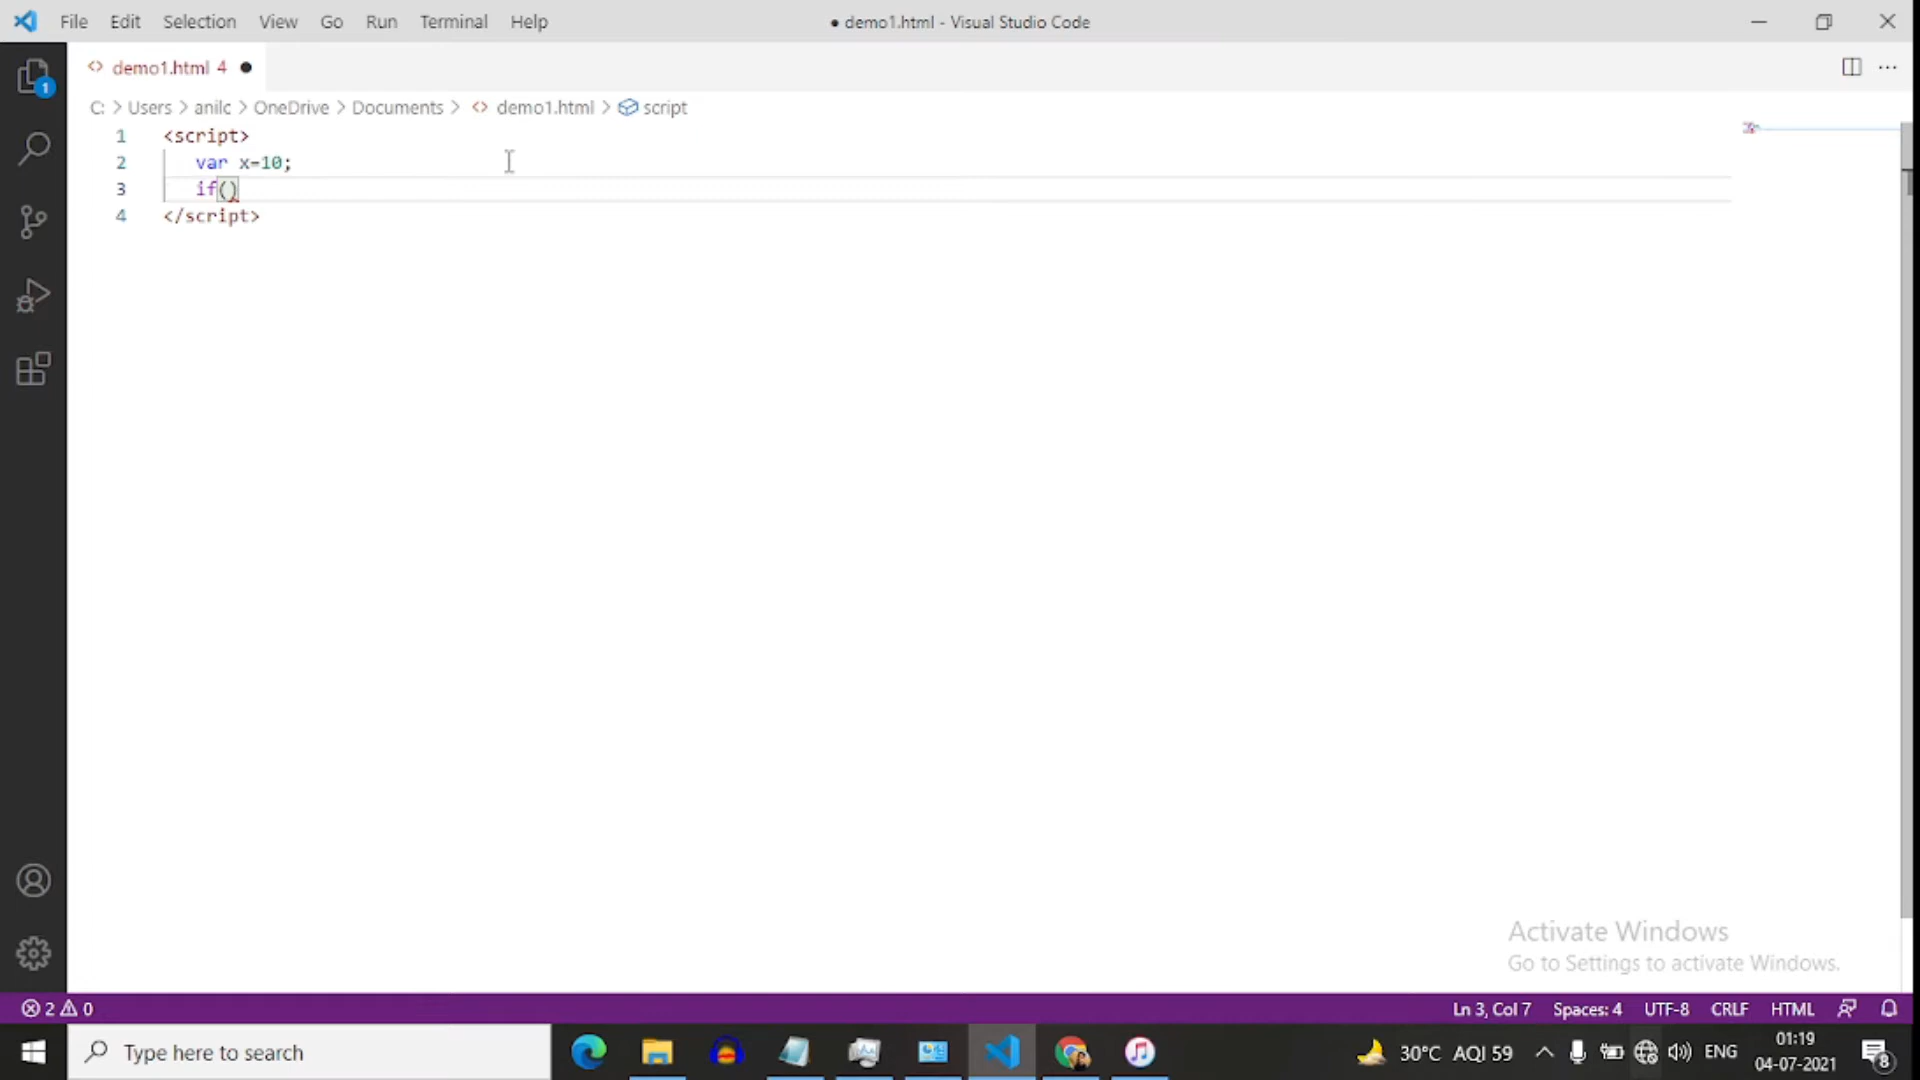 File Edit Selection View Go Run Terminal Help
● demo1.html - Visual Studio Code
demo1.html 4 ●
1
C: > Users > anilc > OneDrive > Documents > demo1.html > script
1 <script>
2 var x=10;
3 if()
4 </script>
Activate Windows
Go to Settings to activate Windows.
2 0
Ln 3, Col 7 Spaces: 4 UTF-8 CRLF HTML
Type here to search
30°C AQI 59
ENG
01:19
04-07-2021
8